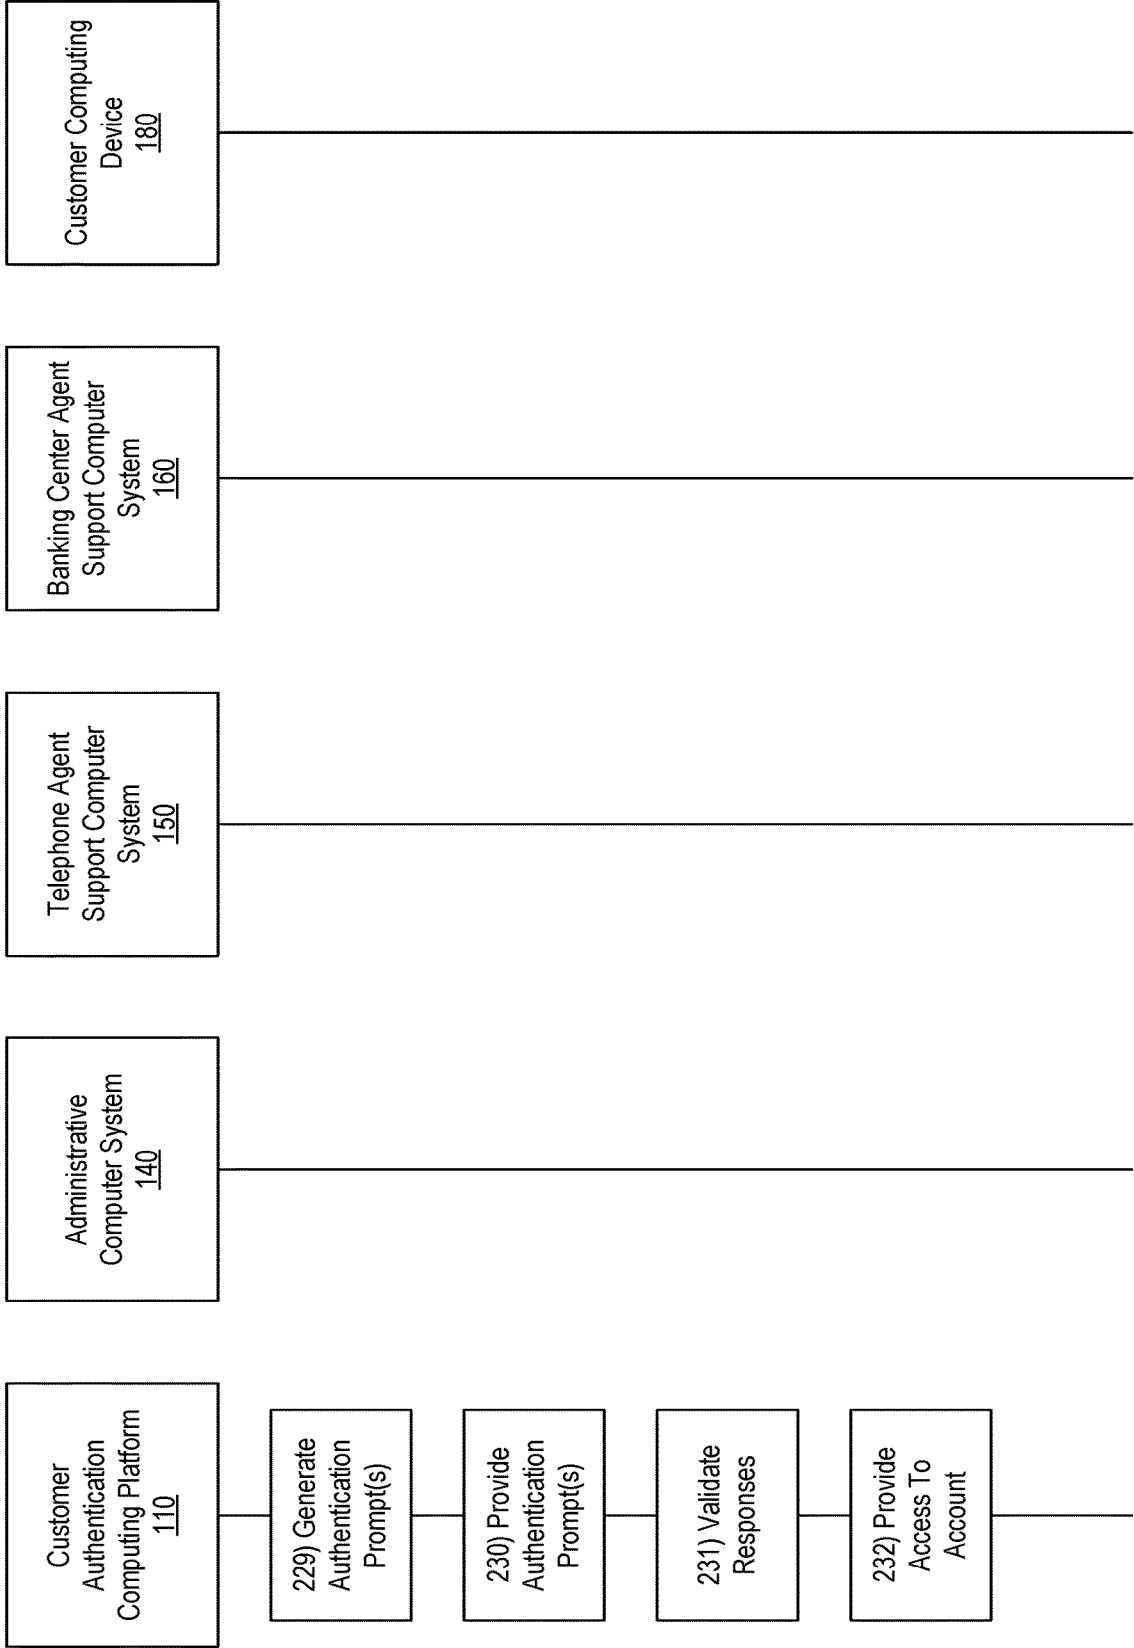 Customer
Authentication
Computing Platform
110
Administrative
Computer System
140
Telephone Agent
Support Computer
System
150
Banking Center Agent
Support Computer
System
160
Customer Computing
Device
180
229) Generate
Authentication
Prompt(s)
230) Provide
Authentication
Prompt(s)
231) Validate
Responses
232) Provide
Access To
Account